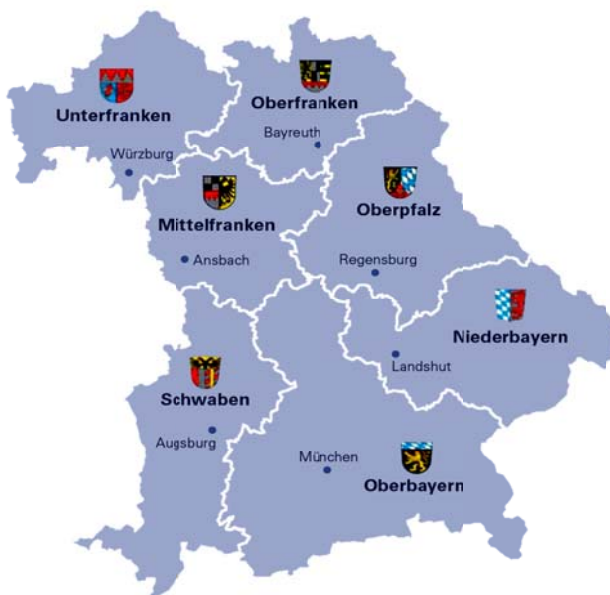 Unterfranken
Würzburg
Oberfranken
Bayreuth
Mittelfranken
Ansbach
Oberpfalz
Regensburg
Niederbayern
Landshut
Schwaben
Augsburg
München
Oberbayern